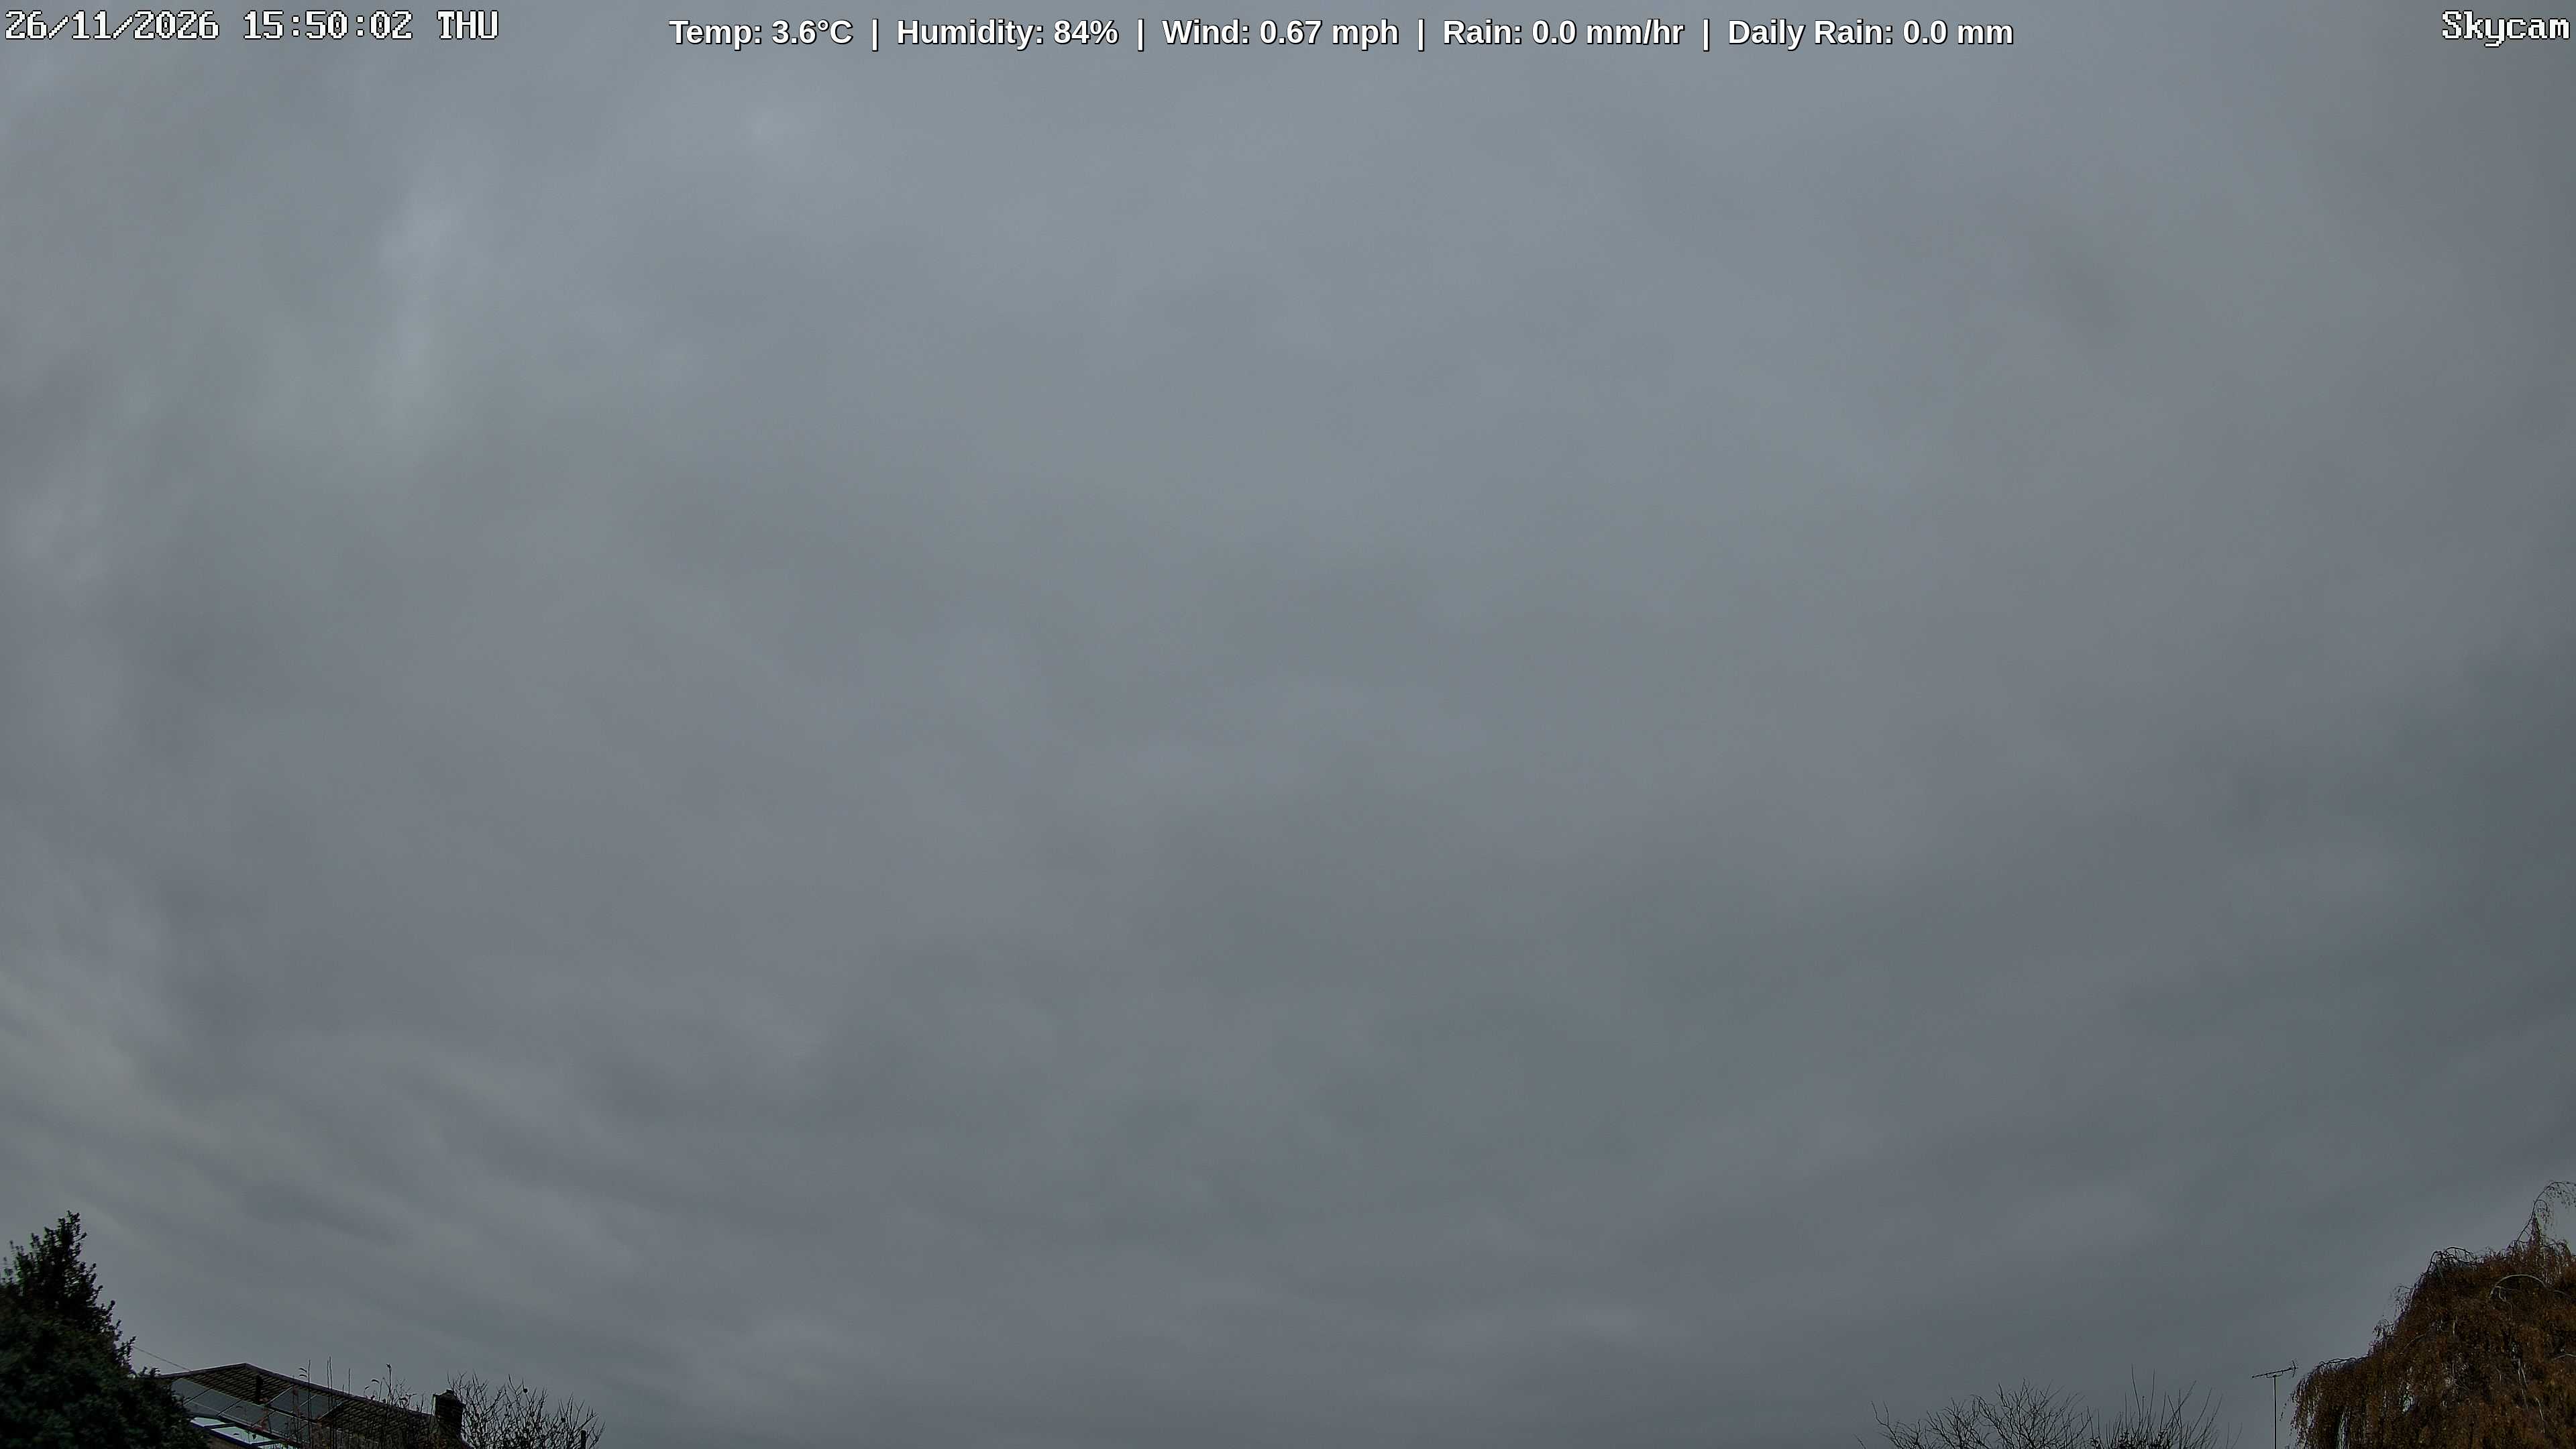 26/11/2026 15:50:02 THU
Temp: 3.6°C | Humidity: 84% | Wind: 0.67 mph | Rain: 0.0 mm/hr | Daily Rain: 0.0 mm
Skycam